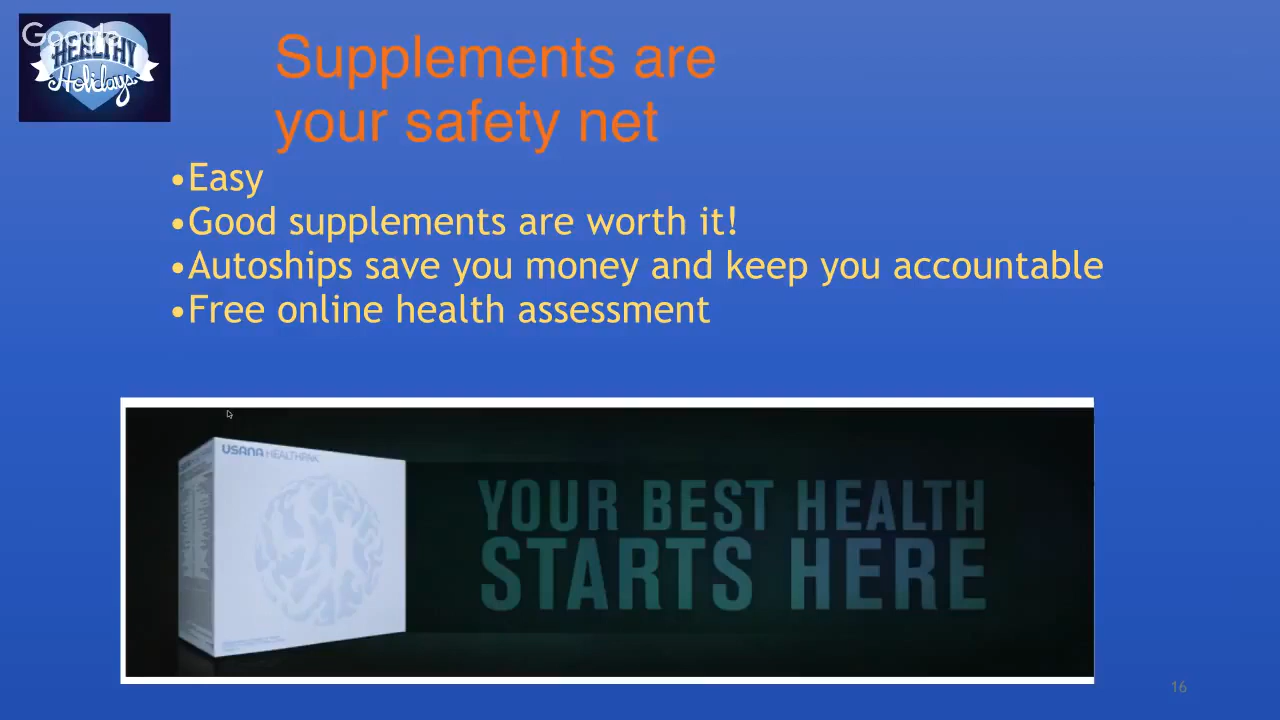 Google
HEALTHY
Holidays
Supplements are
your safety net
•Easy
•Good supplements are worth it!
•Autoships save you money and keep you accountable
•Free online health assessment
USANA HEALTHPAK
YOUR BEST HEALTH
STARTS HERE
16